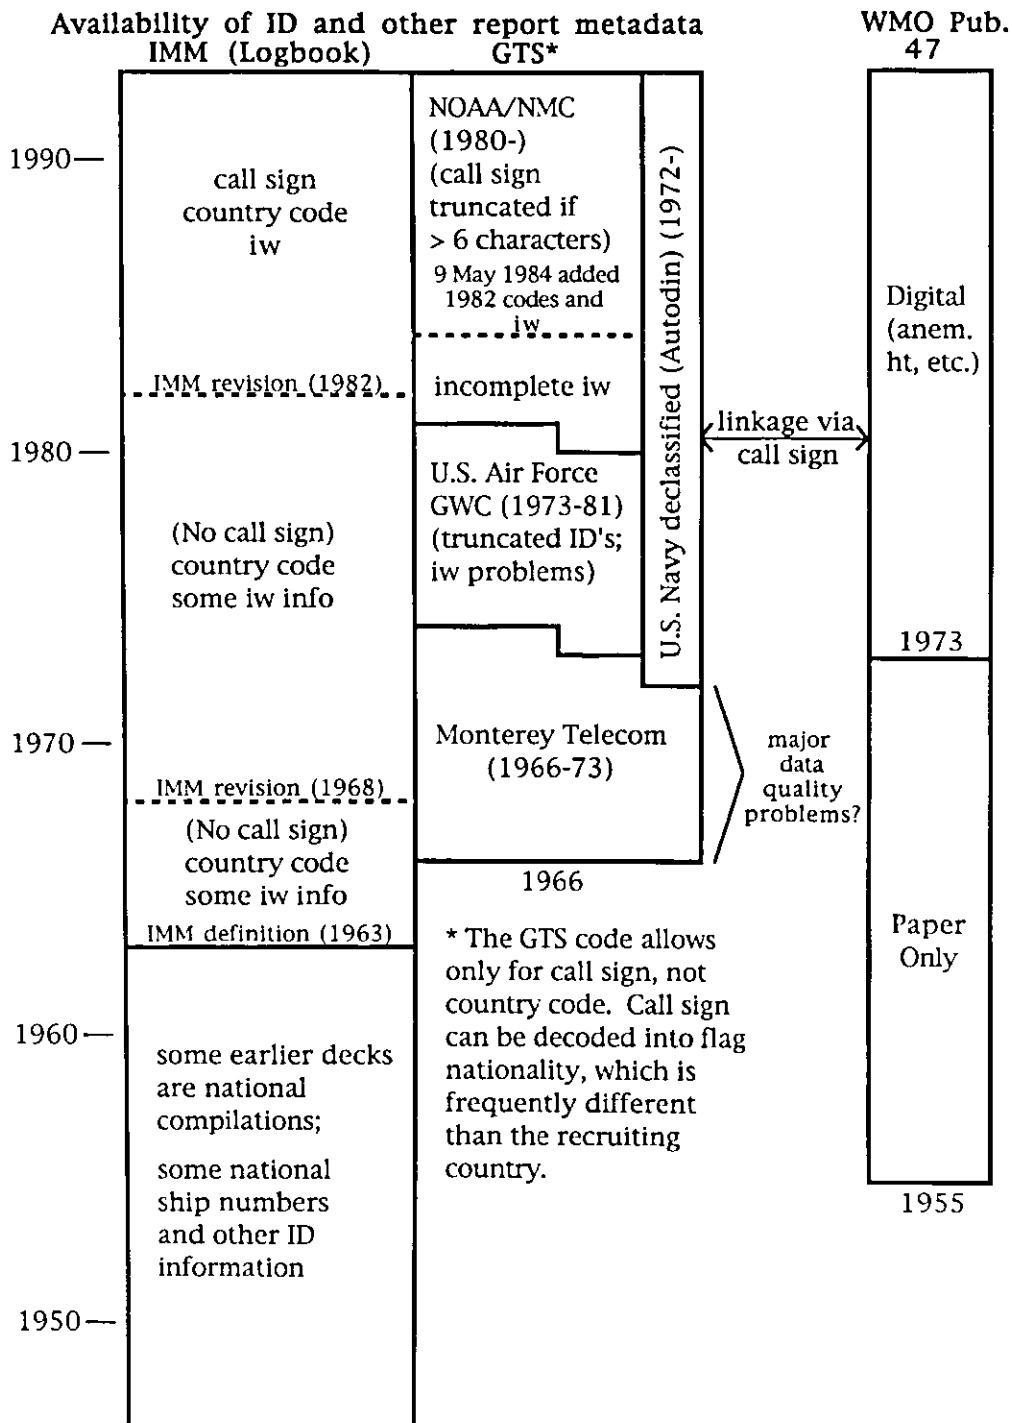 Availability of ID and other report metadata
IMM (Logbook)
GTS*
WMO Pub.
47
1990
1980
1970
1960
1950
call sign
country code
iw
IMM revision (1982)
(No call sign)
country code
some iw info
IMM revision (1968)
(No call sign)
country code
some iw info
IMM definition (1963)
some earlier decks
are national
compilations;
some national
ship numbers
and other ID
information
NOAA/NMC
(1980-)
(call sign
truncated if
> 6 characters)
9 May 1984 added
1982 codes and
iw
incomplete iw
U.S. Air Force
GWC (1973-81)
(truncated ID's;
iw problems)
Monterey Telecom
(1966-73)
1966
U.S. Navy declassified (Autodin) (1972-)
linkage via
call sign
major
data
quality
problems?
* The GTS code allows
only for call sign, not
country code. Call sign
can be decoded into flag
nationality, which is
frequently different
than the recruiting
country.
Digital
(anem.
ht, etc.)
1973
Paper
Only
1955